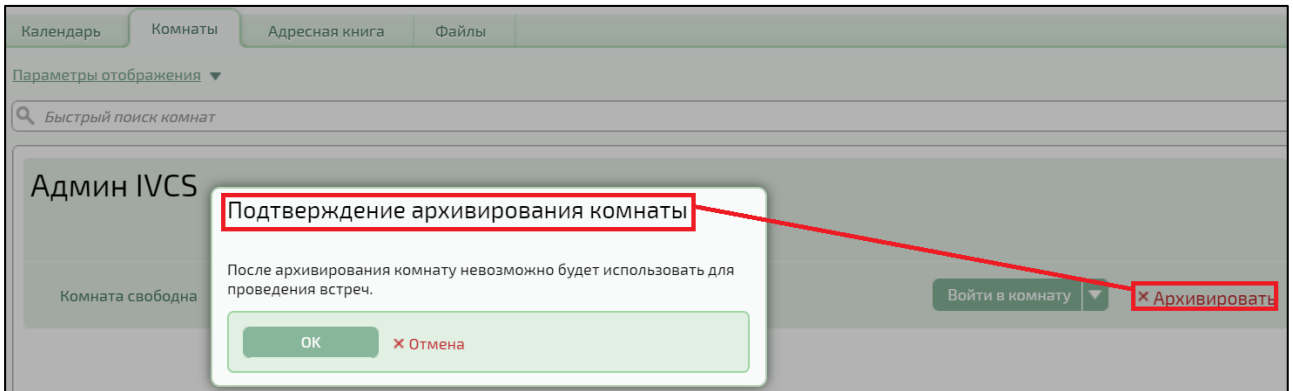 Календарь Комнаты Адресная книга Файлы
Параметры отображения
Быстрый поиск комнат
Админ IVCS
Подтверждение архивирования комнаты
После архивирования комнату невозможно будет использовать для
проведения встреч.
Комната свободна Войти в комнату × Архивировать
OK × Отмена